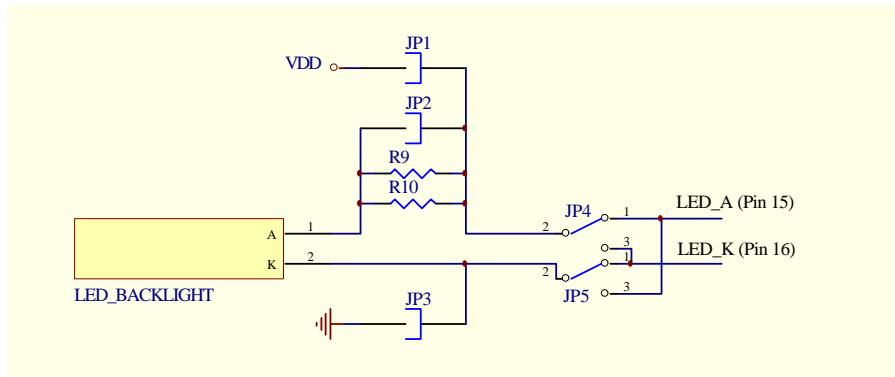 JP1
VDD
JP2
R9
R10
LED_A (Pin 15)
JP4
1
2
A
1
3
LED_K (Pin 16)
K
2
1
2
LED_BACKLIGHT
JP3
JP5
3